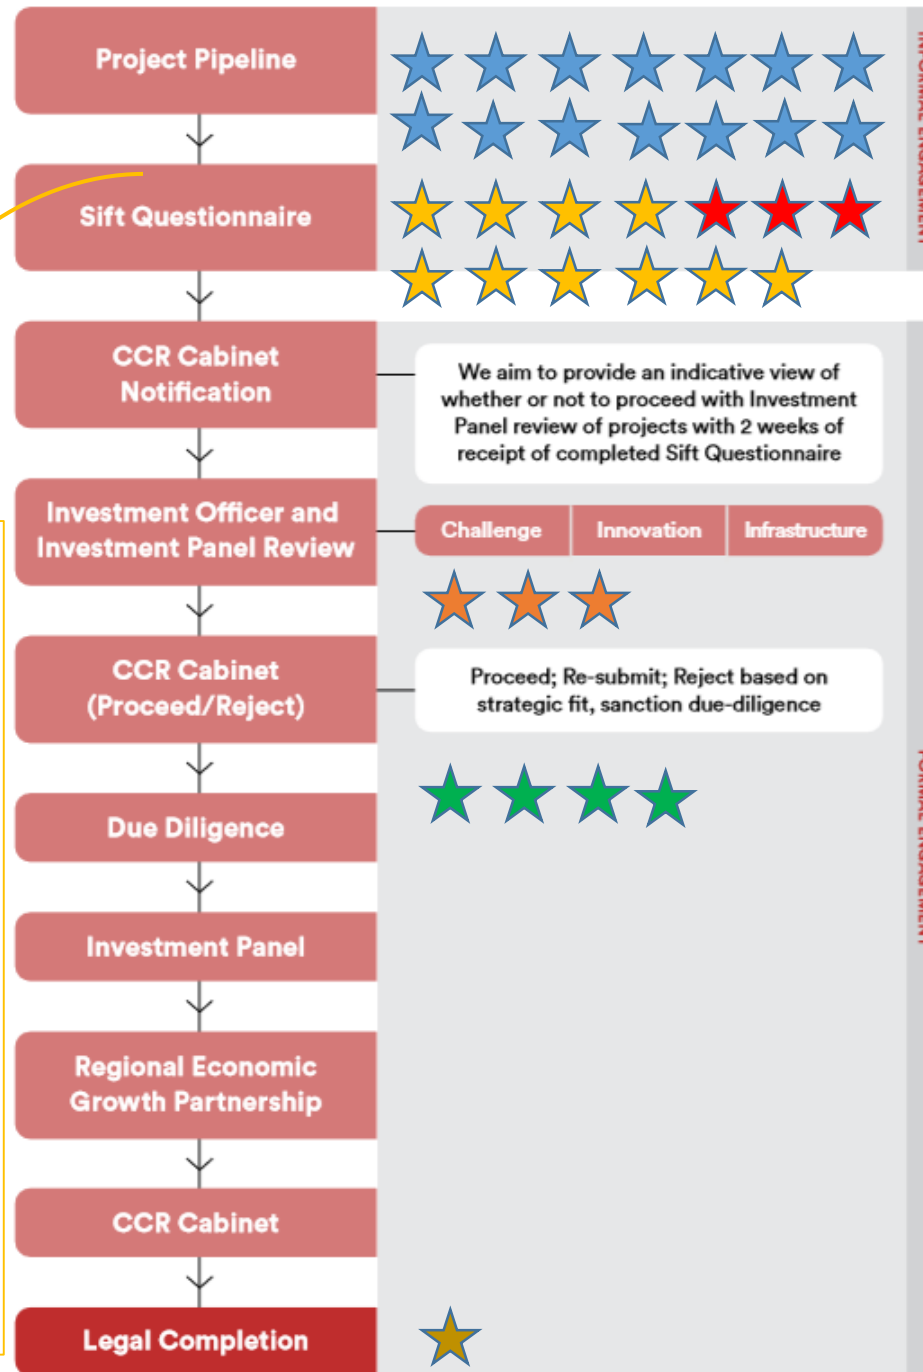 Project Pipeline
Sift Questionnaire
CCR Cabinet
Notification
We aim to provide an indicative view of
whether or not to proceed with Investment
Panel review of projects with 2 weeks of
receipt of completed Sift Questionnaire
Investment Officer and
Investment Panel Review
Challenge
Innovation
Infrastructure
CCR Cabinet
(Proceed/Reject)
Proceed; Re-submit; Reject based on
strategic fit, sanction due-diligence
Due Diligence
Investment Panel
Regional Economic
Growth Partnership
CCR Cabinet
Legal Completion